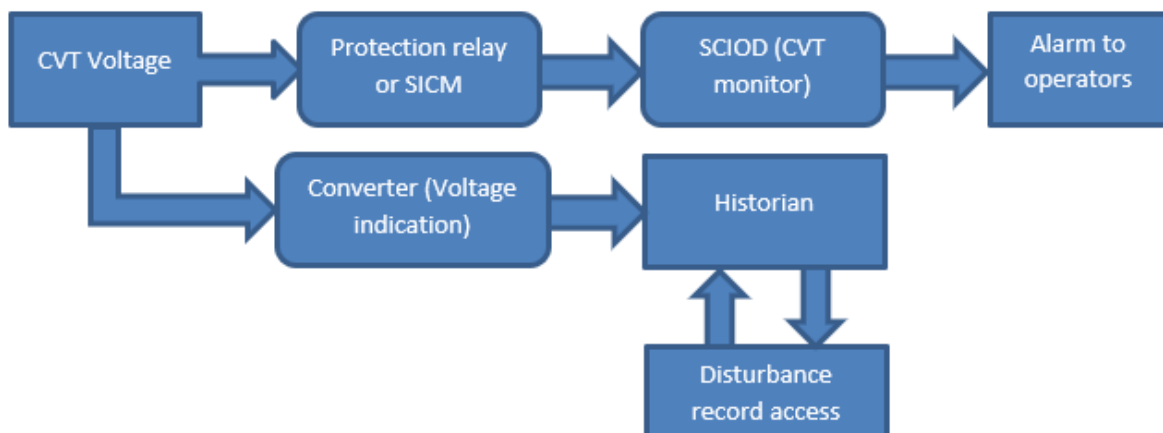 CVT Voltage
Protection relay
or SICM
SCIOD (CVT
monitor)
Alarm to
operators
Converter (Voltage
indication)
Historian
Disturbance
record access